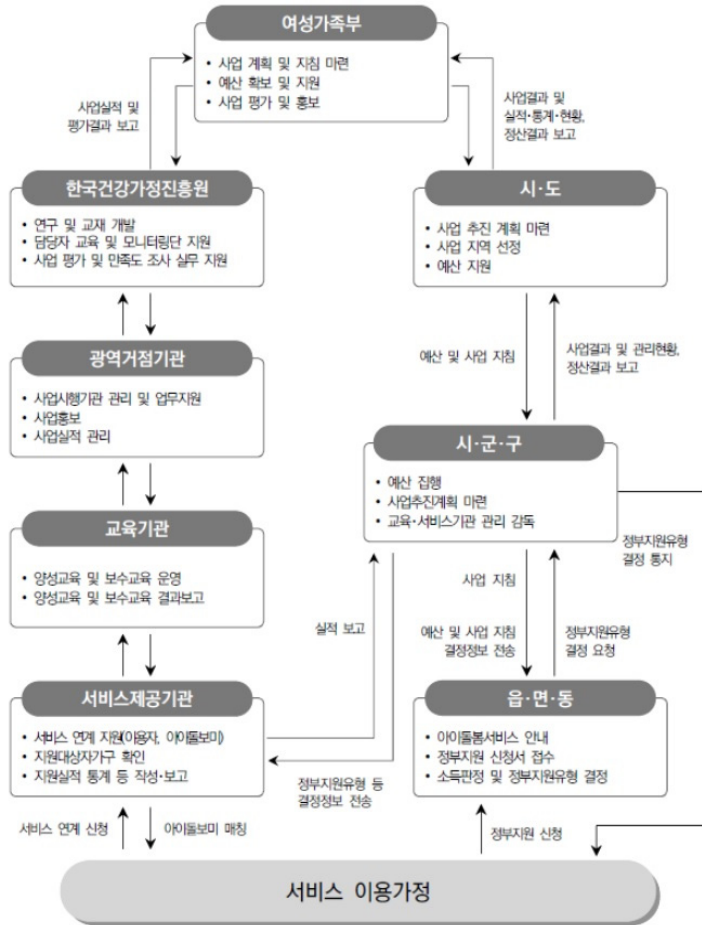 여성가족부
• 사업 계획 및 지침 마련
• 예산 확보 및 지원
• 사업 평가 및 홍보
사업실적 및
평가결과 보고
사업결과 및
실적·통계·현황,
정산결과 보고
한국건강가정진흥원
• 연구 및 교재 개발
• 담당자 교육 및 모니터링단 지원
• 사업 평가 및 만족도 조사 실무 지원
시·도
• 사업 추진 계획 마련
• 사업 지역 선정
• 예산 지원
예산 및 사업 지침
사업결과 및 관리현황,
정산결과 보고
광역거점기관
• 사업시행기관 관리 및 업무지원
• 사업홍보
• 사업실적 관리
시·군·구
• 예산 집행
• 사업추진계획 마련
• 교육·서비스기관 관리 감독
정부지원유형
결정 통지
교육기관
• 양성교육 및 보수교육 운영
• 양성교육 및 보수교육 결과보고
사업 지침
실적 보고
예산 및 사업 지침
결정정보 전송
정부지원유형
결정 요청
서비스제공기관
• 서비스 연계 지원(이용자, 아이돌보미)
• 지원대상자가구 확인
• 지원실적 통계 등 작성·보고
읍·면·동
• 아이돌봄서비스 안내
• 정부지원 신청서 접수
• 소득판정 및 정부지원유형 결정
정부지원유형 등
결정정보 전송
서비스 연계 신청
아이돌보미 매칭
정부지원 신청
서비스 이용가정